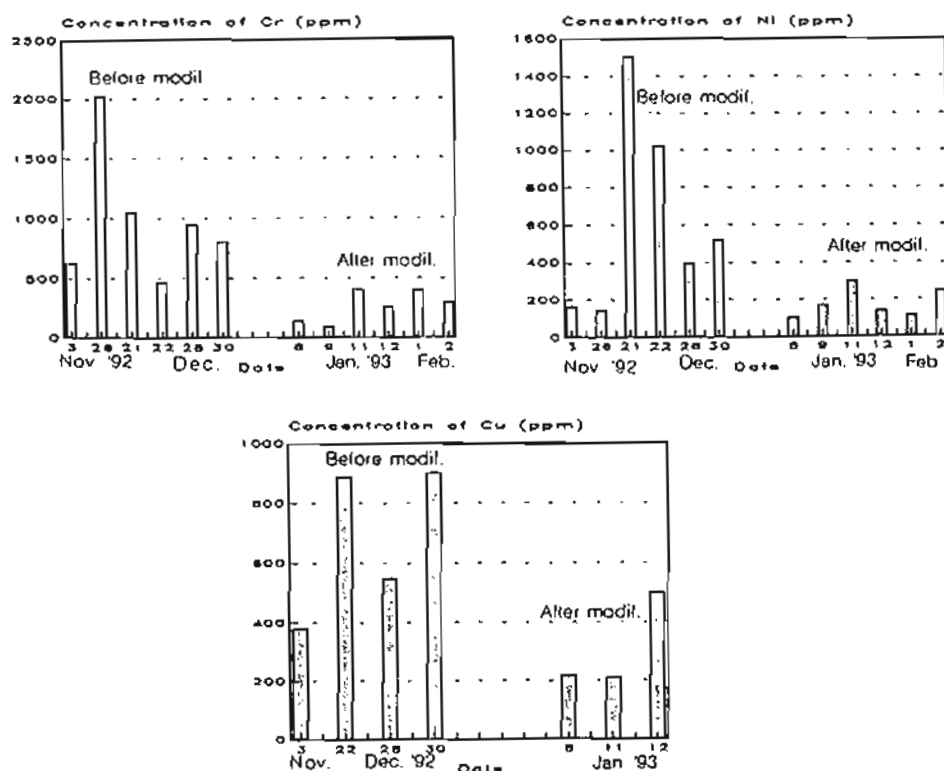 Concentration of Cr (ppm)
2500
2000
1500
1000
500
0
Before modif.
After modif.
3 28 21 22 28 30 8 9 11 12 1 2
Nov '92 Dec. Date Jan, '93 Feb.
Concentration of Ni (ppm)
1600
1400
1200
1000
800
600
400
200
0
Before modif.
After modif.
3 28 21 22 28 30 8 9 11 12 1 2
Nov '92 Dec. Date Jan, '93 Feb
Concentration of Cu (ppm)
1000
800
600
400
200
0
Before modif.
After modif.
3 22 28 30 8 11 12
Nov. Dec. '92 Date Jan '93